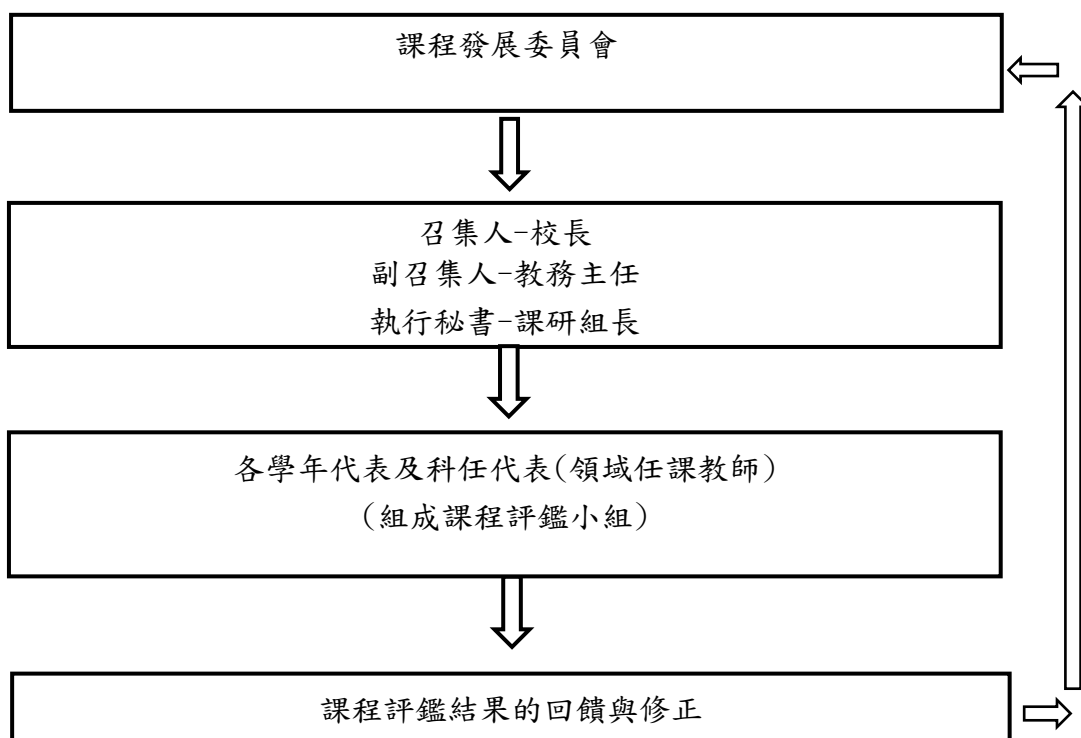 課程發展委員會
召集人-校長
副召集人-教務主任
執行秘書-課研組長
各學年代表及科任代表(領域任課教師)
(組成課程評鑑小組)
課程評鑑結果的回饋與修正